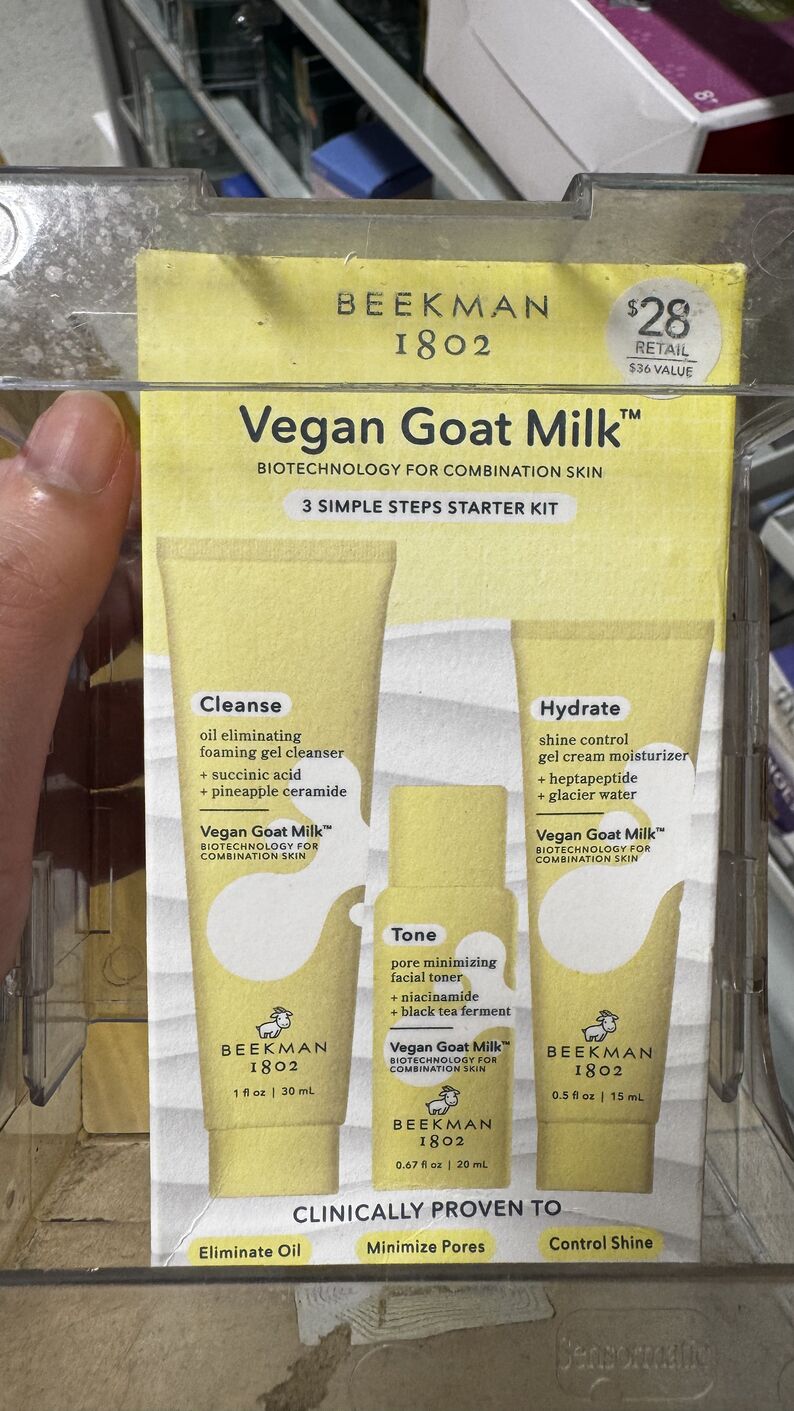 BEEKMAN
1802
$28
RETAIL
$36 VALUE
Vegan Goat Milk™
BIOTECHNOLOGY FOR COMBINATION SKIN
3 SIMPLE STEPS STARTER KIT
Cleanse
oil eliminating
foaming gel cleanser
+ succinic acid
+ pineapple ceramide
Vegan Goat Milk™
BIOTECHNOLOGY FOR
COMBINATION SKIN
BEEKMAN
1802
1 fl oz | 30 mL
Tone
pore minimizing
facial toner
+ niacinamide
+ black tea ferment
Vegan Goat Milk™
BIOTECHNOLOGY FOR
COMBINATION SKIN
BEEKMAN
1802
0.67 fl oz | 20 mL
Hydrate
shine control
gel cream moisturizer
+ heptapeptide
+ glacier water
Vegan Goat Milk™
BIOTECHNOLOGY FOR
COMBINATION SKIN
BEEKMAN
1802
0.5 fl oz | 15 mL
CLINICALLY PROVEN TO
Eliminate Oil
Minimize Pores
Control Shine
Sensormatic
8+